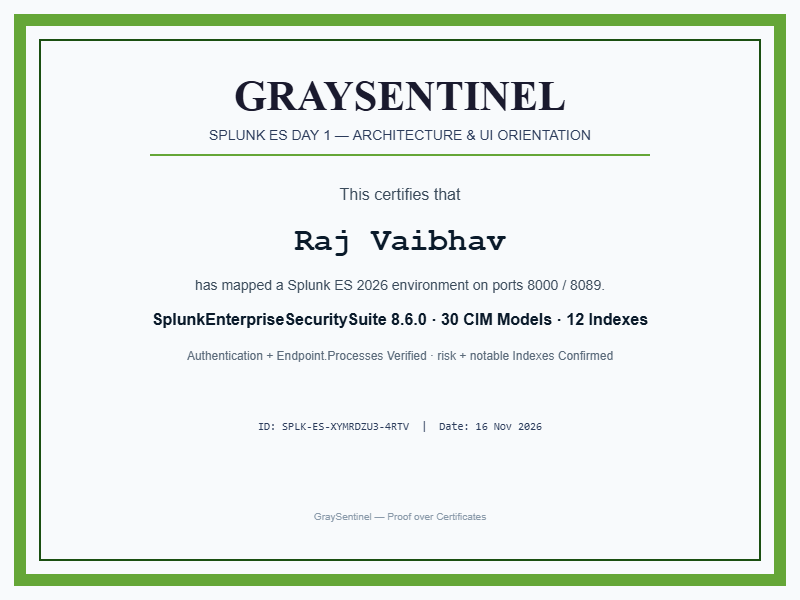 GRAYSENTINEL
SPLUNK ES DAY 1 — ARCHITECTURE & UI ORIENTATION
This certifies that
Raj Vaibhav
has mapped a Splunk ES 2026 environment on ports 8000 / 8089.
SplunkEnterpriseSecuritySuite 8.6.0 · 30 CIM Models · 12 Indexes
Authentication + Endpoint.Processes Verified · risk + notable Indexes Confirmed
ID: SPLK-ES-XYMRDZU3-4RTV | Date: 16 Nov 2026
GraySentinel — Proof over Certificates